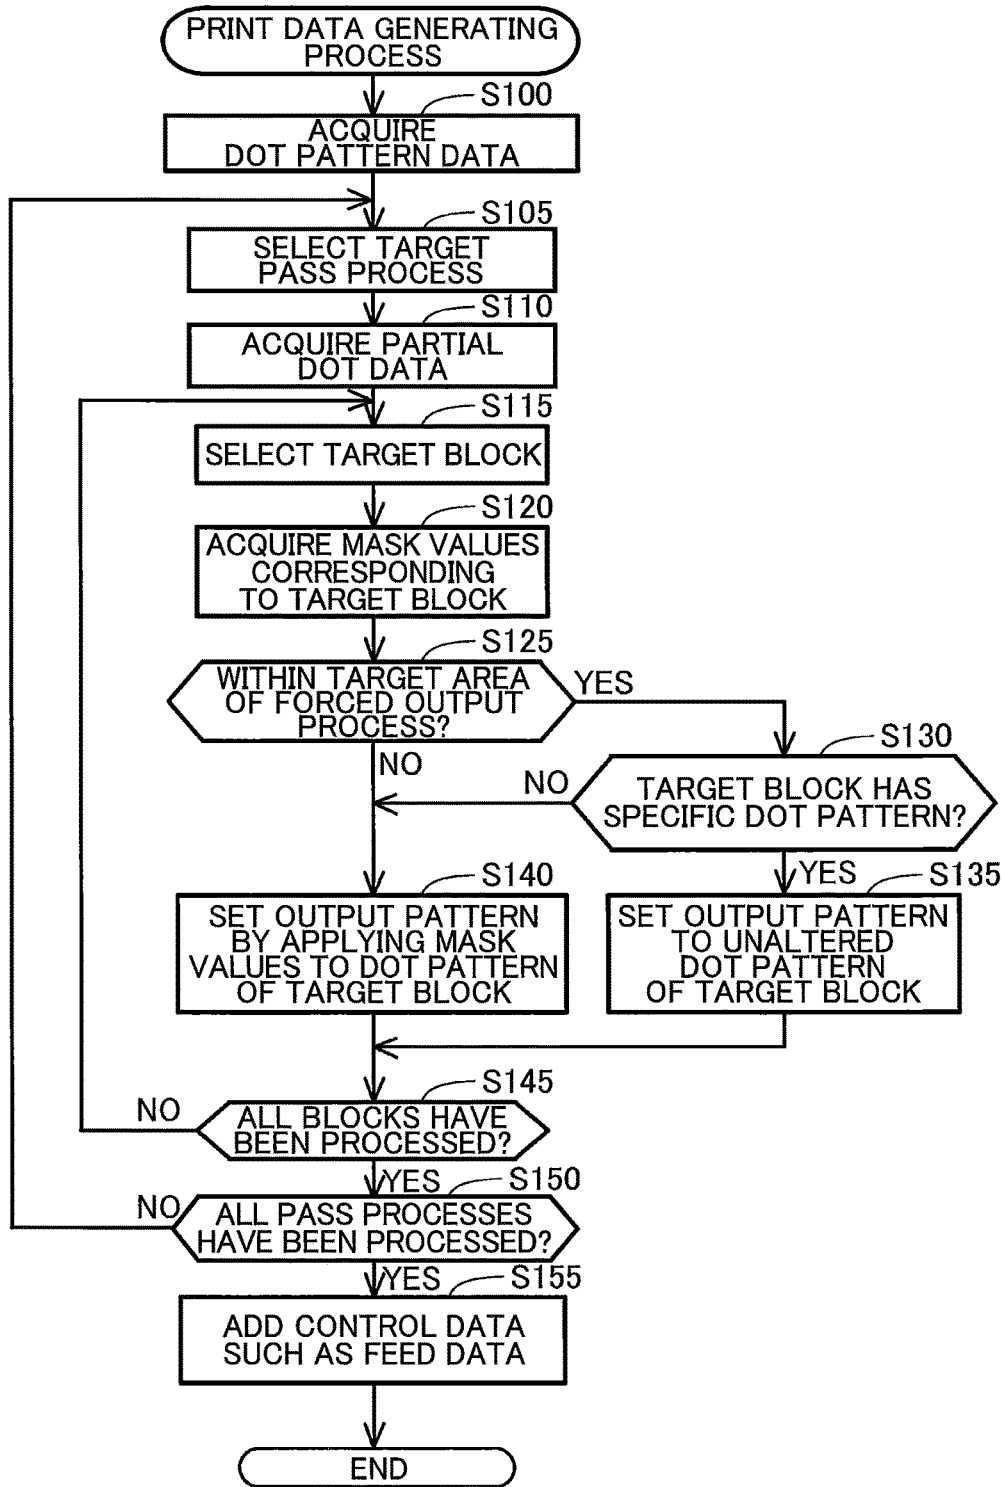 PRINT DATA GENERATING
PROCESS
S100
ACQUIRE
DOT PATTERN DATA
S105
SELECT TARGET
PASS PROCESS
S110
ACQUIRE PARTIAL
DOT DATA
S115
SELECT TARGET BLOCK
S120
ACQUIRE MASK VALUES
CORRESPONDING
TO TARGET BLOCK
S125
WITHIN TARGET AREA
OF FORCED OUTPUT
PROCESS?
YES
NO
S130
TARGET BLOCK HAS
SPECIFIC DOT PATTERN?
NO
YES
S135
SET OUTPUT PATTERN
TO UNALTERED
DOT PATTERN
OF TARGET BLOCK
S140
SET OUTPUT PATTERN
BY APPLYING MASK
VALUES TO DOT PATTERN
OF TARGET BLOCK
S145
ALL BLOCKS HAVE
BEEN PROCESSED?
NO
YES
S150
ALL PASS PROCESSES
HAVE BEEN PROCESSED?
NO
YES
S155
ADD CONTROL DATA
SUCH AS FEED DATA
END